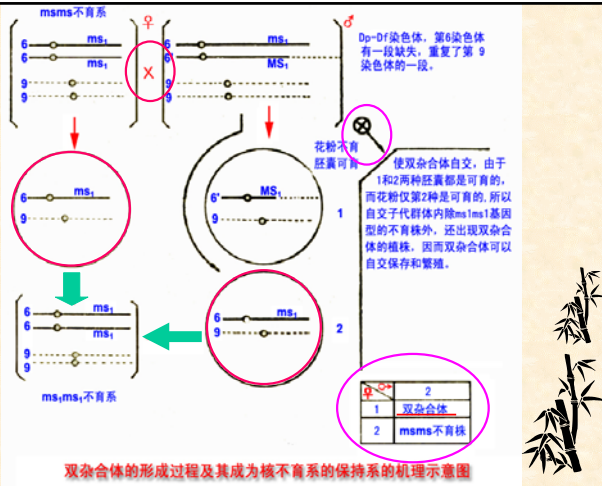 msms不育系
♀
♂
6 ms₁
6 ms₁
9
9
X
6 ms₁
6 MS₁
9
9
Dp-Df染色体，第6染色体
有一段缺失，重复了第 9
染色体的一段。
花粉不育
胚囊可育
使双杂合体自交，由于
1和2两种胚囊都是可育的，
而花粉仅第2种是可育的，所以
自交子代群体内除ms1ms1基因
型的不育株外，还出现双杂合
体的植株，因而双杂合体可以
自交保存和繁殖。
6 ms₁
9
6' MS₁
9
1
6 ms₁
9
2
6 ms₁
6 ms₁
9
9
ms₁ms₁不育系
♀ ♂ 2
1 双杂合体
2 msms不育株
双杂合体的形成过程及其成为核不育系的保持系的机理示意图